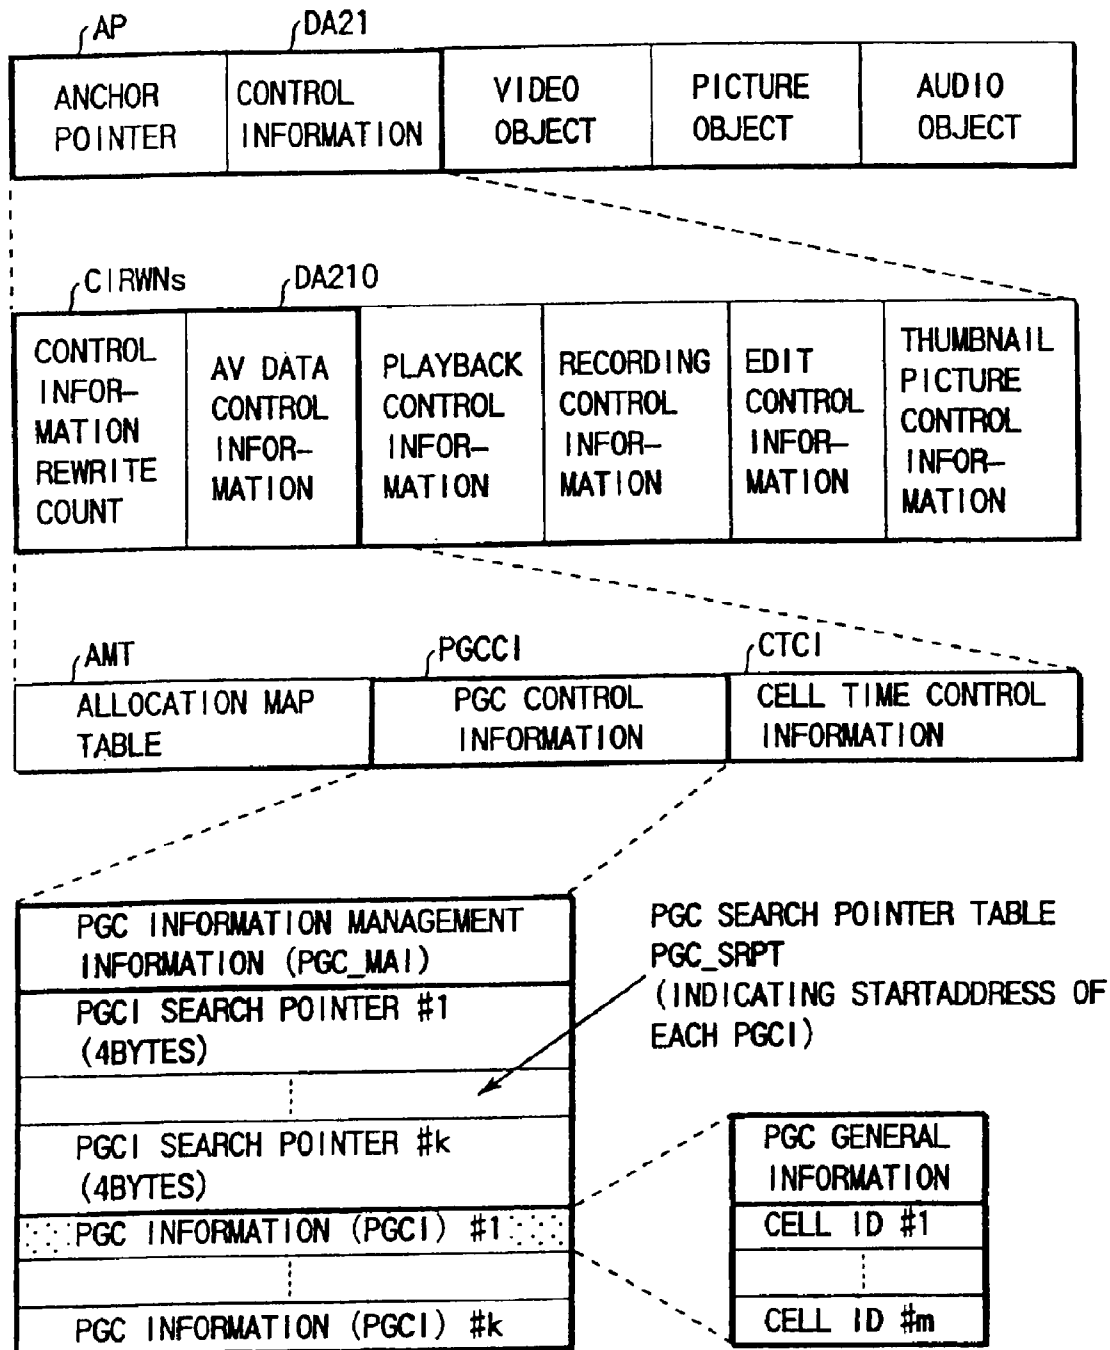 AP
DA21
ANCHOR
POINTER
CONTROL
INFORMATION
VIDEO
OBJECT
PICTURE
OBJECT
AUDIO
OBJECT
CIRWNs
DA210
CONTROL
INFOR-
MATION
REWRITE
COUNT
AV DATA
CONTROL
INFOR-
MATION
PLAYBACK
CONTROL
INFOR-
MATION
RECORDING
CONTROL
INFOR-
MATION
EDIT
CONTROL
INFOR-
MATION
THUMBNAIL
PICTURE
CONTROL
INFOR-
MATION
AMT
PGCCI
CTCI
ALLOCATION MAP
TABLE
PGC CONTROL
INFORMATION
CELL TIME CONTROL
INFORMATION
PGC INFORMATION MANAGEMENT
INFORMATION (PGC_MAI)
PGCI SEARCH POINTER #1
(4BYTES)
PGCI SEARCH POINTER #k
(4BYTES)
PGC INFORMATION (PGCI) #1
PGC INFORMATION (PGCI) #k
PGC SEARCH POINTER TABLE
PGC_SRPT
(INDICATING STARTADDRESS OF
EACH PGCI)
PGC GENERAL
INFORMATION
CELL ID #1
CELL ID #m